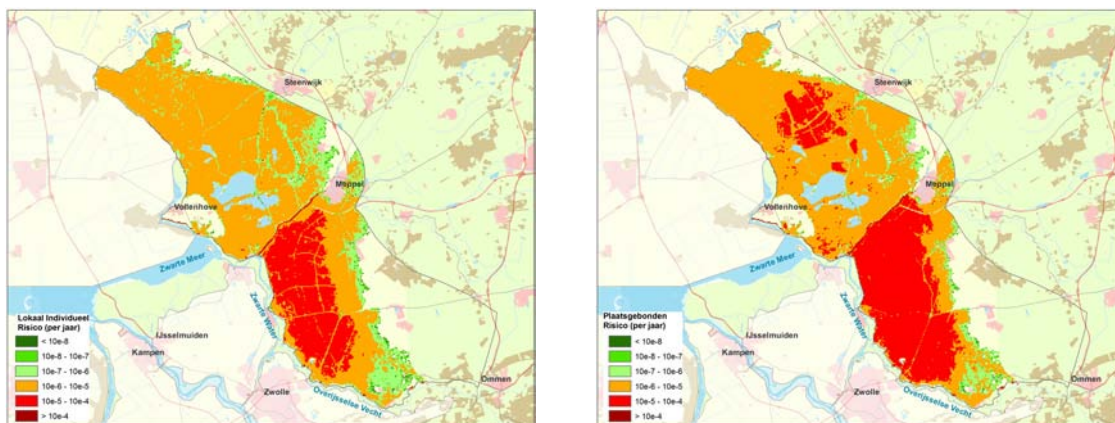 Steenwijk
Meppel
Vollenhove
Zwarte Meer
Zwarte Water
IJsselmuiden
Kampen
Zwolle
Ommen
Overijsselse Vecht
Lokaal Individueel
Risico (per jaar)
< 10e-8
10e-8 - 10e-7
10e-7 - 10e-6
10e-6 - 10e-5
10e-5 - 10e-4
> 10e-4
Steenwijk
Meppel
Vollenhove
Zwarte Meer
Zwarte Water
IJsselmuiden
Kampen
Zwolle
Ommen
Overijsselse Vecht
Plaatsgebonden
Risico (per jaar)
< 10e-8
10e-8 - 10e-7
10e-7 - 10e-6
10e-6 - 10e-5
10e-5 - 10e-4
> 10e-4